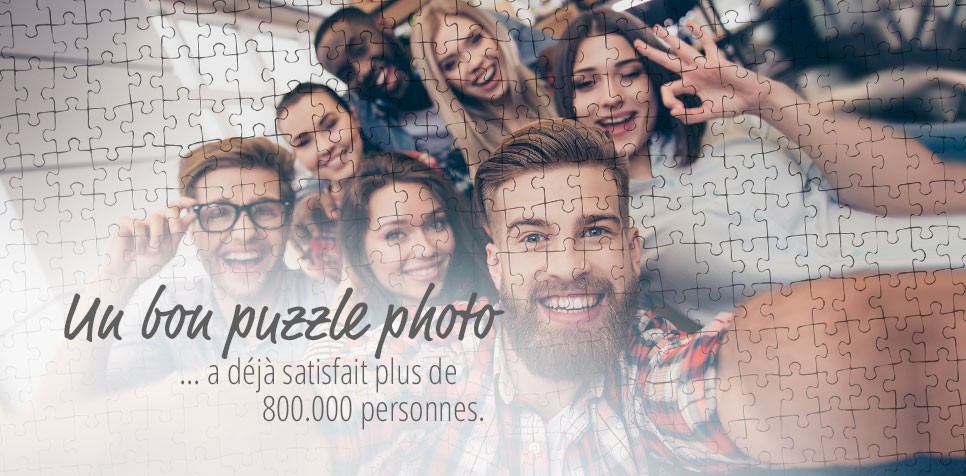 Un bon puzzle photo
... a déjà satisfait plus de
800.000 personnes.